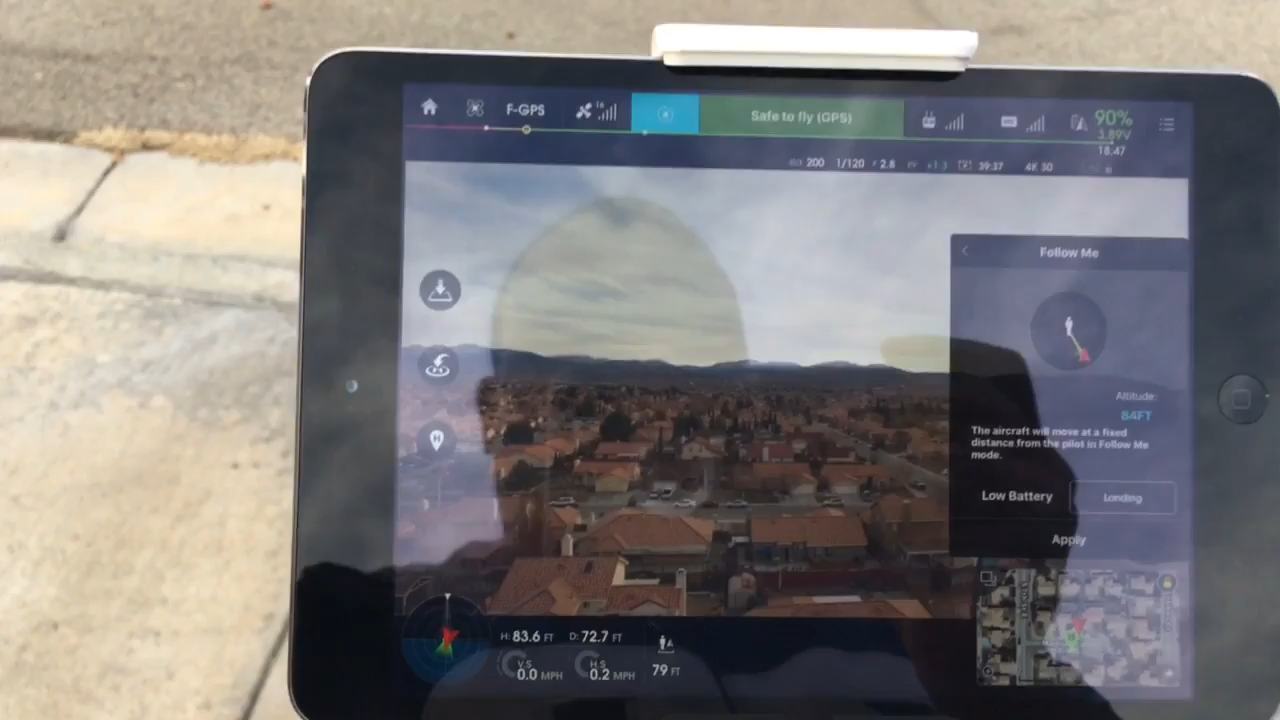 F-GPS
16
Safe to fly (GPS)
90%
3.89V
18.47
ISO 200 1/120 F 2.8 EV +1.3 39:37 4K 30
Follow Me
Altitude:
84FT
The aircraft will move at a fixed
distance from the pilot in Follow Me
mode.
Low Battery Landing
Apply
H
H: 83.6 FT D: 72.7 FT
V.S 0.0 MPH H.S 0.2 MPH 79 FT